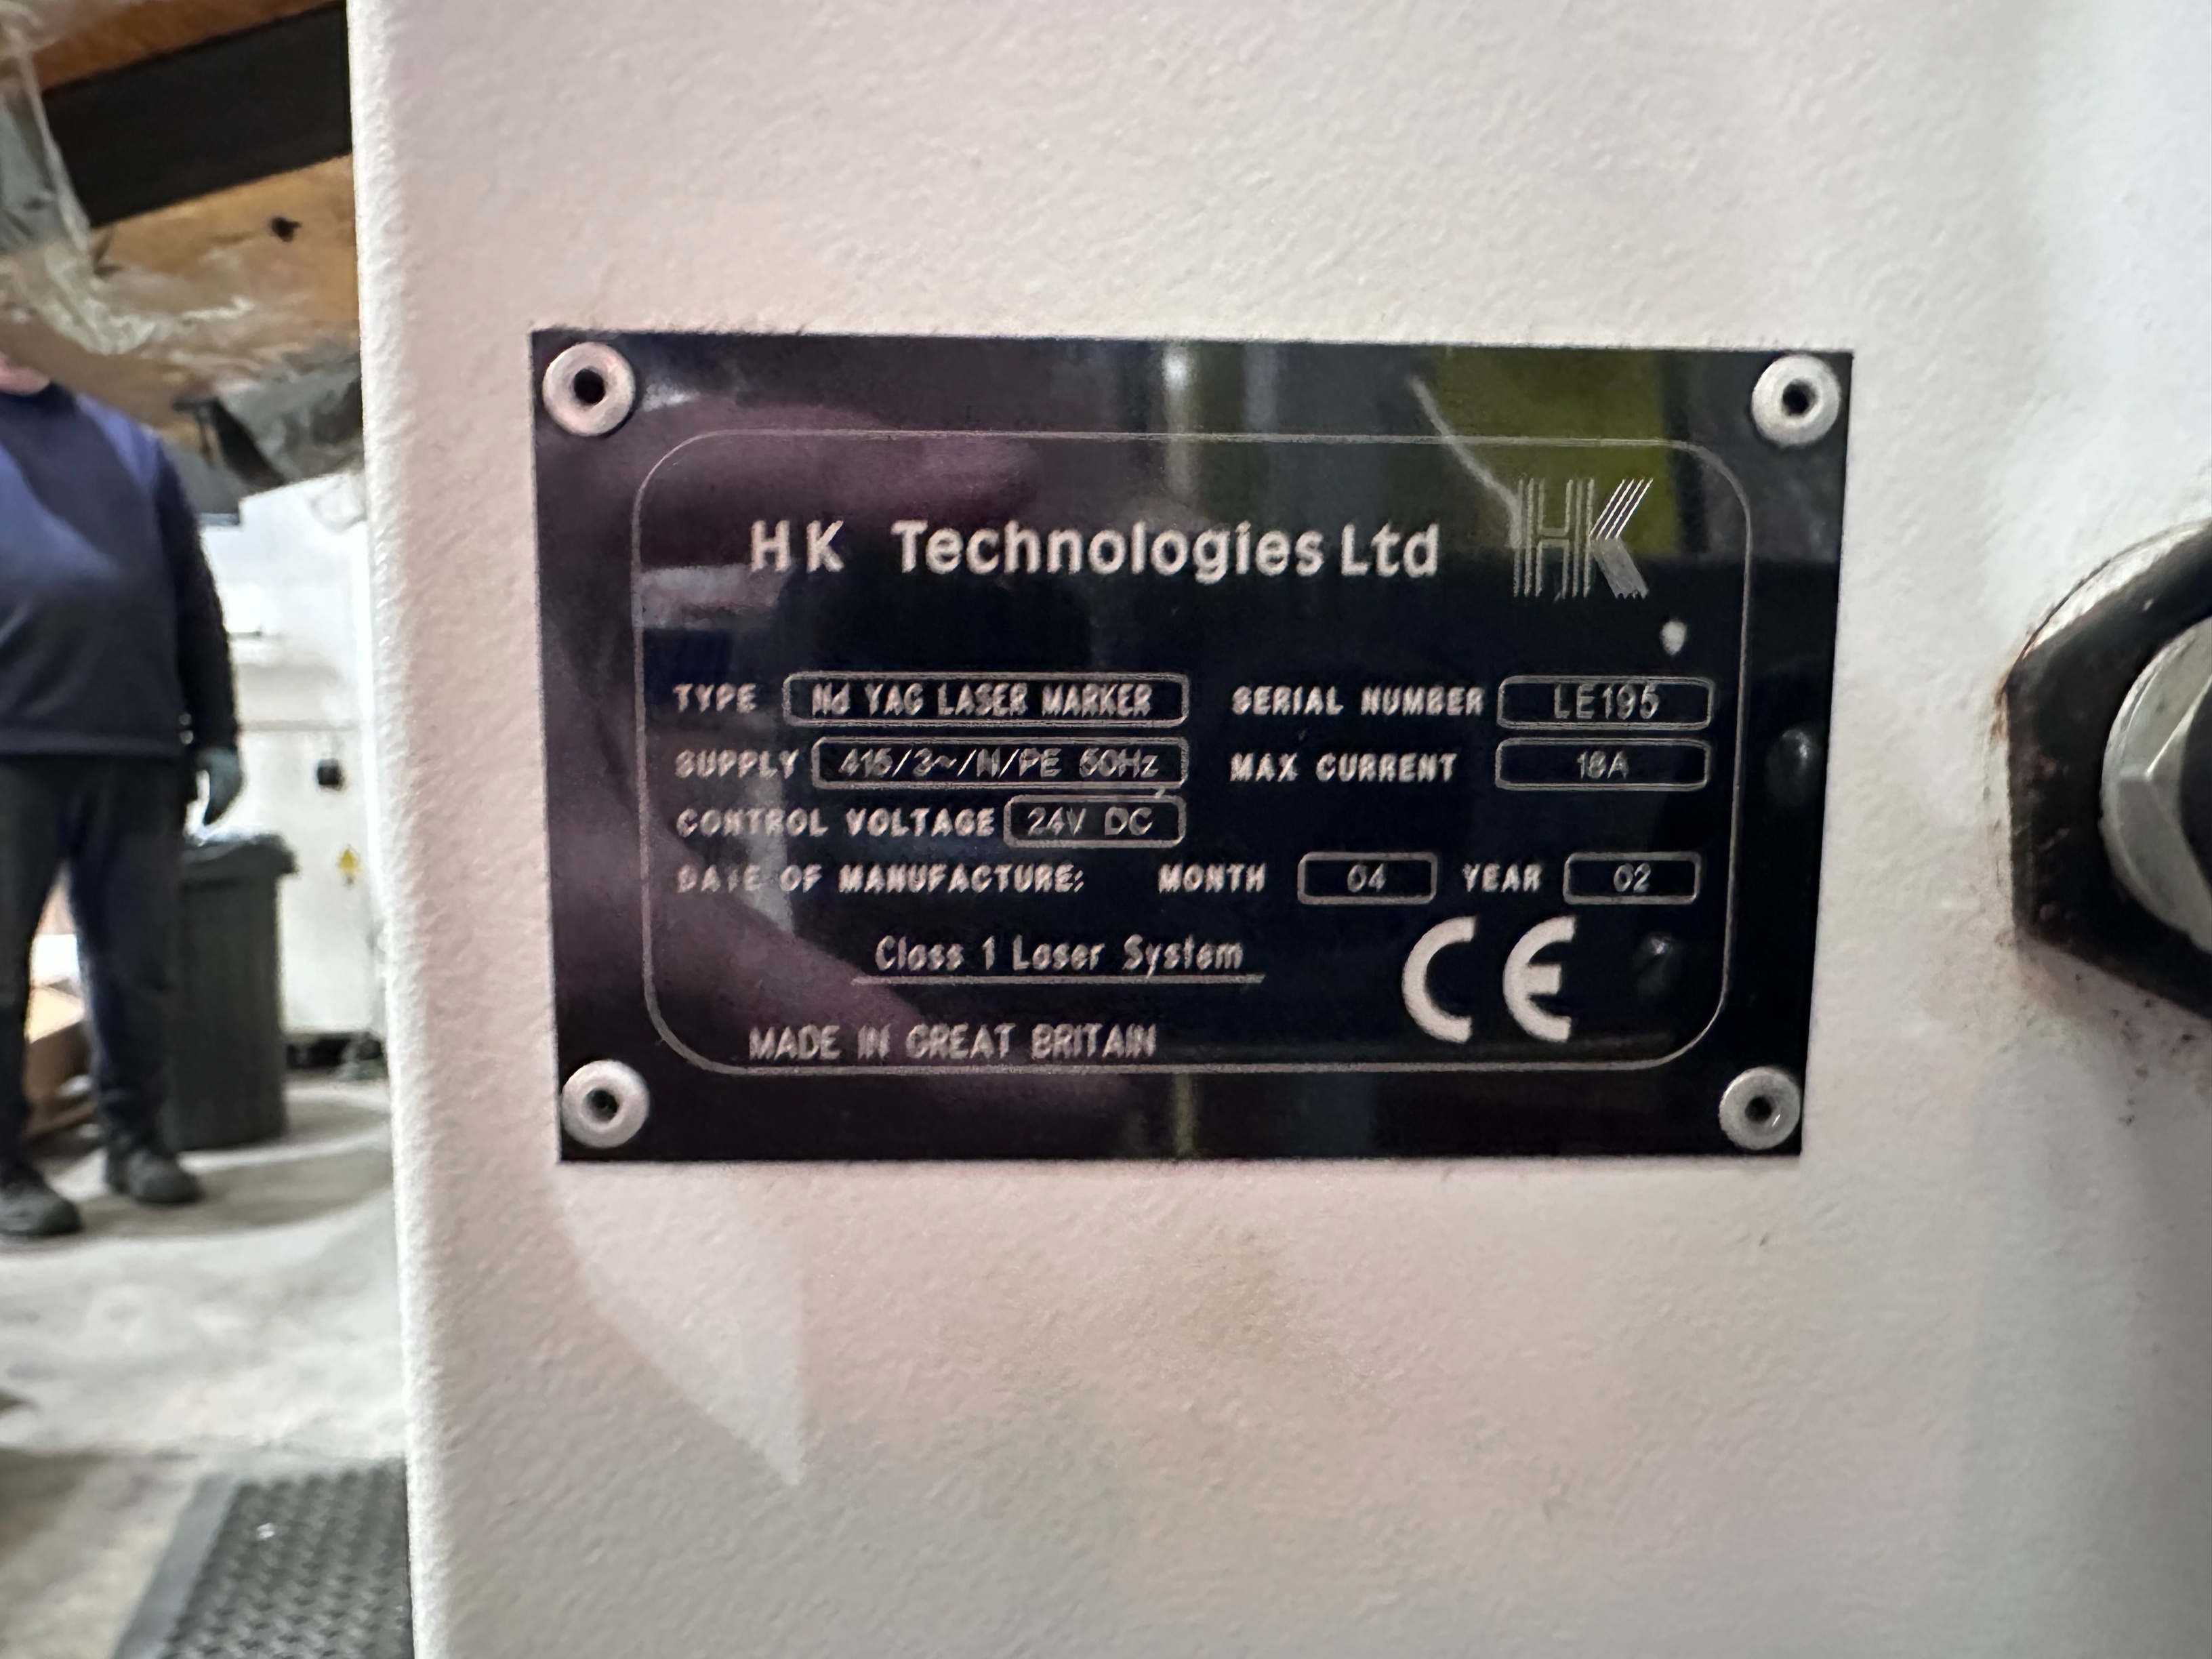 HK Technologies Ltd HK
TYPE Nd YAG LASER MARKER SERIAL NUMBER LE195
SUPPLY 415/3~/N/PE 50Hz MAX CURRENT 18A
CONTROL VOLTAGE 24V DC
DATE OF MANUFACTURE: MONTH 04 YEAR 02
Class 1 Laser System CE
MADE IN GREAT BRITAIN